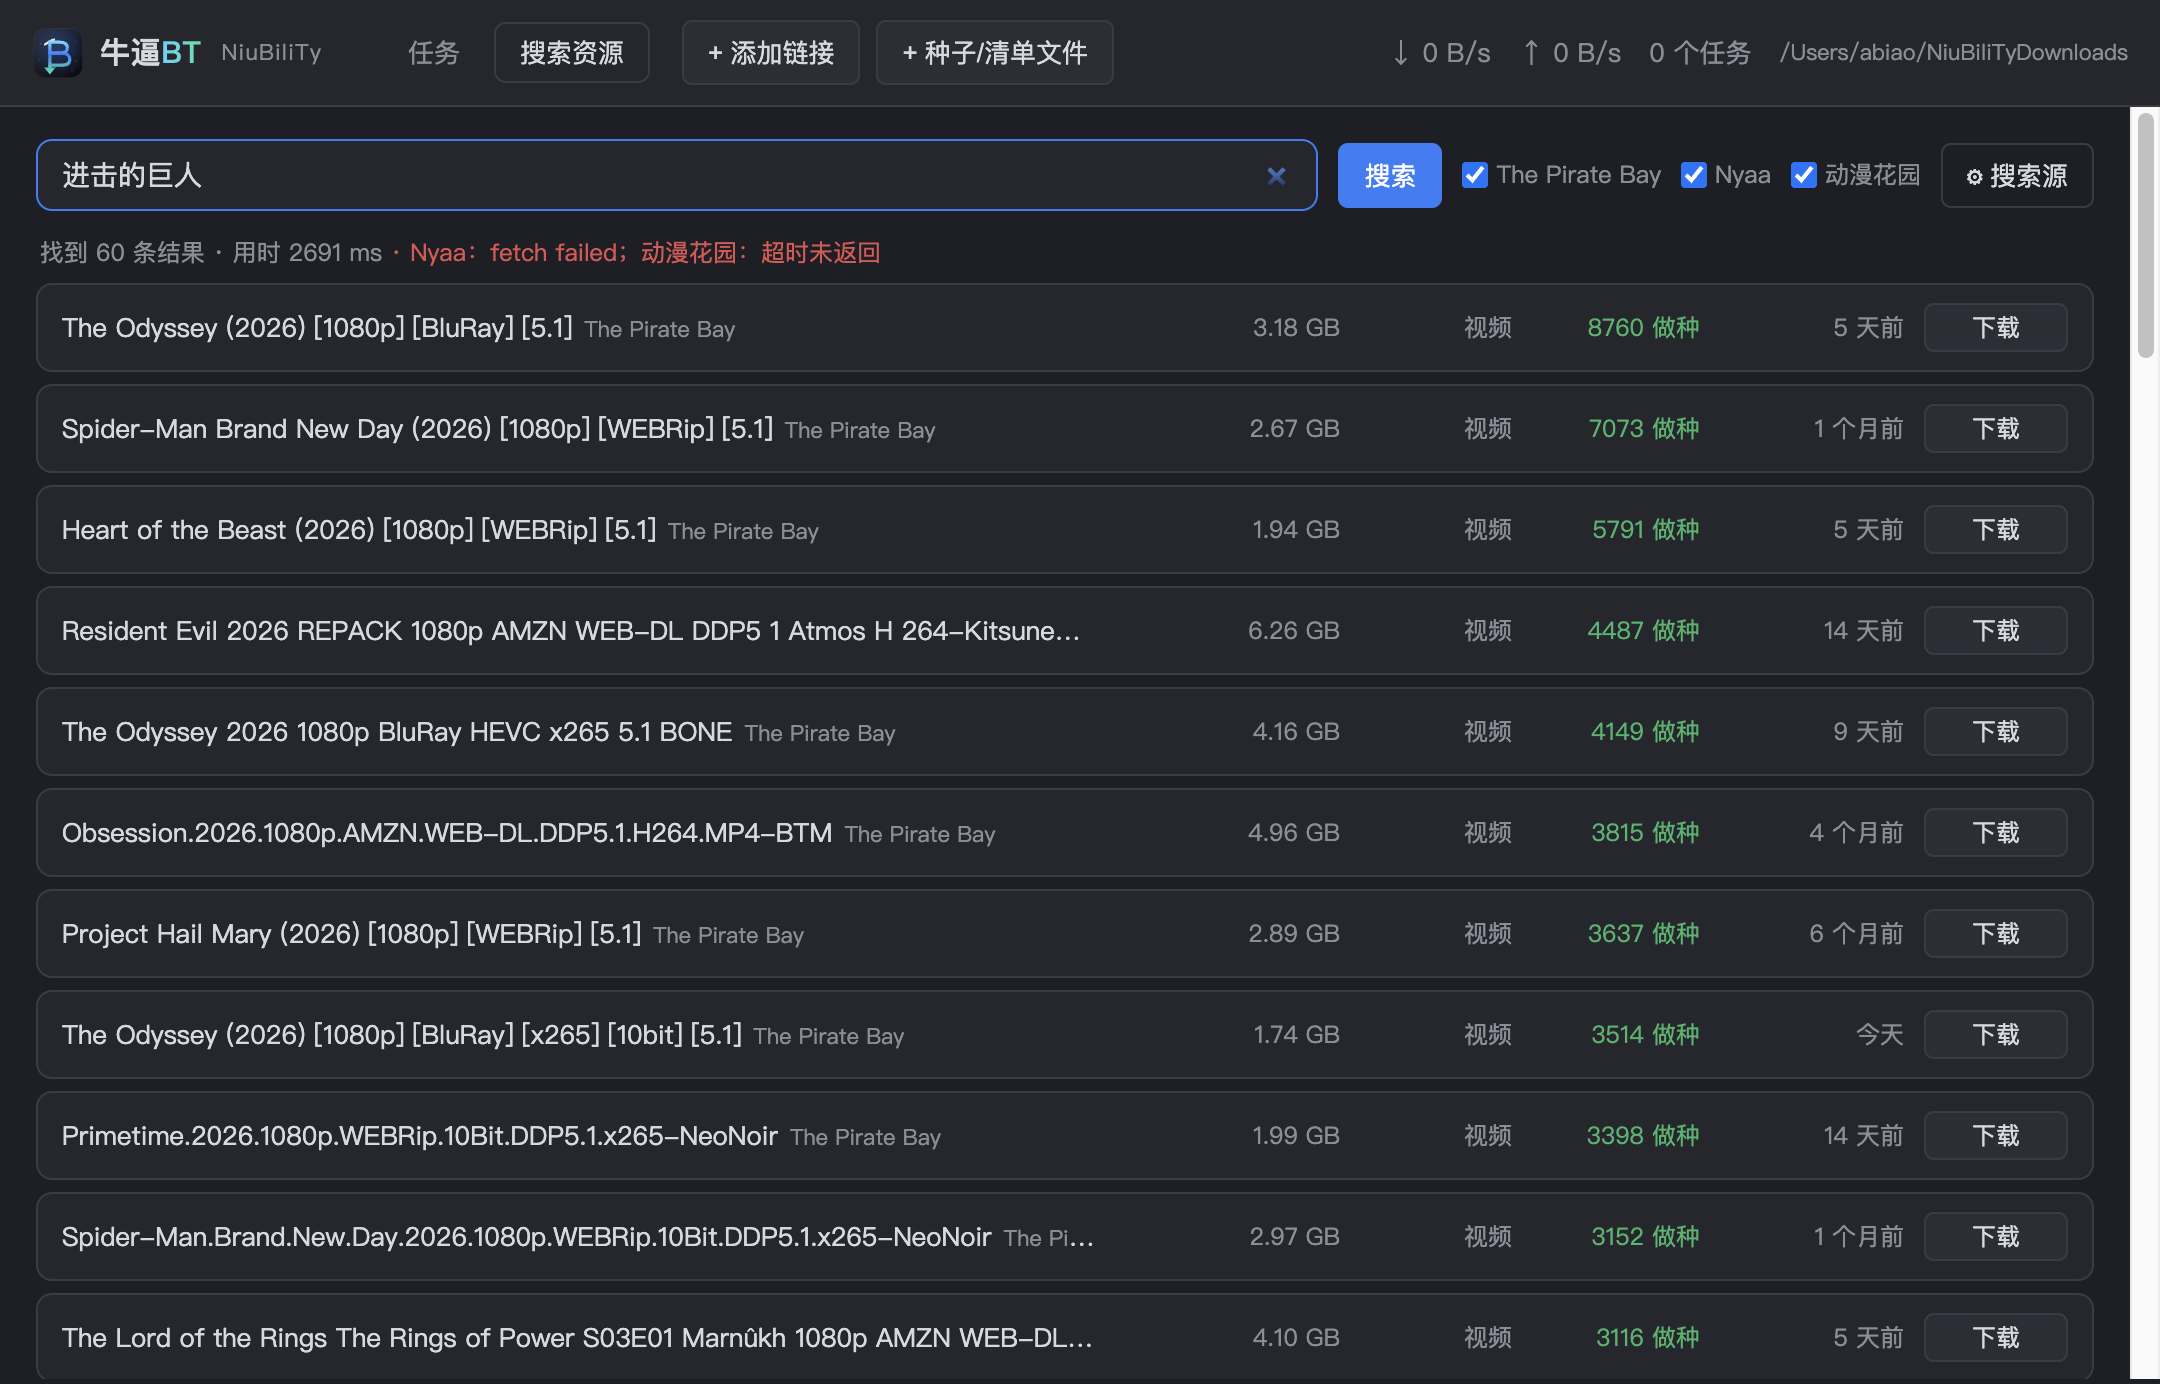 牛逼BT NiuBiliTy 任务 搜索资源 + 添加链接 + 种子/清单文件 ↓ 0 B/s ↑ 0 B/s 0 个任务 /Users/abiao/NiuBiliTyDownloads
进击的巨人 × 搜索 The Pirate Bay Nyaa 动漫花园 ⚙ 搜索源
找到 60 条结果 · 用时 2691 ms · Nyaa：fetch failed；动漫花园：超时未返回
The Odyssey (2026) [1080p] [BluRay] [5.1] The Pirate Bay 3.18 GB 视频 8760 做种 5 天前 下载
Spider-Man Brand New Day (2026) [1080p] [WEBRip] [5.1] The Pirate Bay 2.67 GB 视频 7073 做种 1 个月前 下载
Heart of the Beast (2026) [1080p] [WEBRip] [5.1] The Pirate Bay 1.94 GB 视频 5791 做种 5 天前 下载
Resident Evil 2026 REPACK 1080p AMZN WEB-DL DDP5 1 Atmos H 264-Kitsune... 6.26 GB 视频 4487 做种 14 天前 下载
The Odyssey 2026 1080p BluRay HEVC x265 5.1 BONE The Pirate Bay 4.16 GB 视频 4149 做种 9 天前 下载
Obsession.2026.1080p.AMZN.WEB-DL.DDP5.1.H264.MP4-BTM The Pirate Bay 4.96 GB 视频 3815 做种 4 个月前 下载
Project Hail Mary (2026) [1080p] [WEBRip] [5.1] The Pirate Bay 2.89 GB 视频 3637 做种 6 个月前 下载
The Odyssey (2026) [1080p] [BluRay] [x265] [10bit] [5.1] The Pirate Bay 1.74 GB 视频 3514 做种 今天 下载
Primetime.2026.1080p.WEBRip.10Bit.DDP5.1.x265-NeoNoir The Pirate Bay 1.99 GB 视频 3398 做种 14 天前 下载
Spider-Man.Brand.New.Day.2026.1080p.WEBRip.10Bit.DDP5.1.x265-NeoNoir The Pi... 2.97 GB 视频 3152 做种 1 个月前 下载
The Lord of the Rings The Rings of Power S03E01 Marnûkh 1080p AMZN WEB-DL... 4.10 GB 视频 3116 做种 5 天前 下载